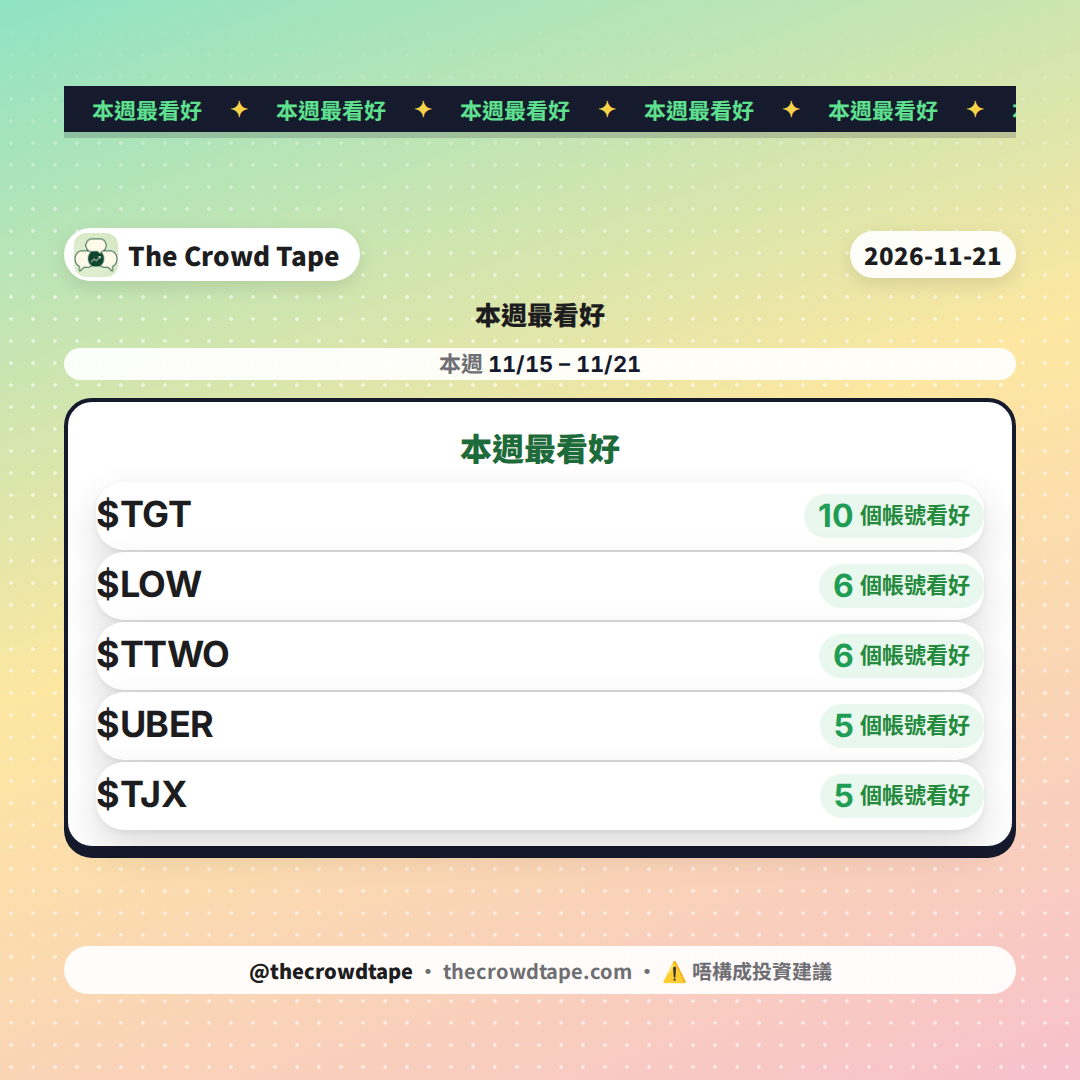 本週最看好 ✦ 本週最看好 ✦ 本週最看好 ✦ 本週最看好 ✦ 本週最看好 ✦
The Crowd Tape
2026-11-21
本週最看好
本週 11/15 – 11/21
本週最看好
$TGT 10 個帳號看好
$LOW 6 個帳號看好
$TTWO 6 個帳號看好
$UBER 5 個帳號看好
$TJX 5 個帳號看好
@thecrowdtape • thecrowdtape.com • ⚠️ 唔構成投資建議